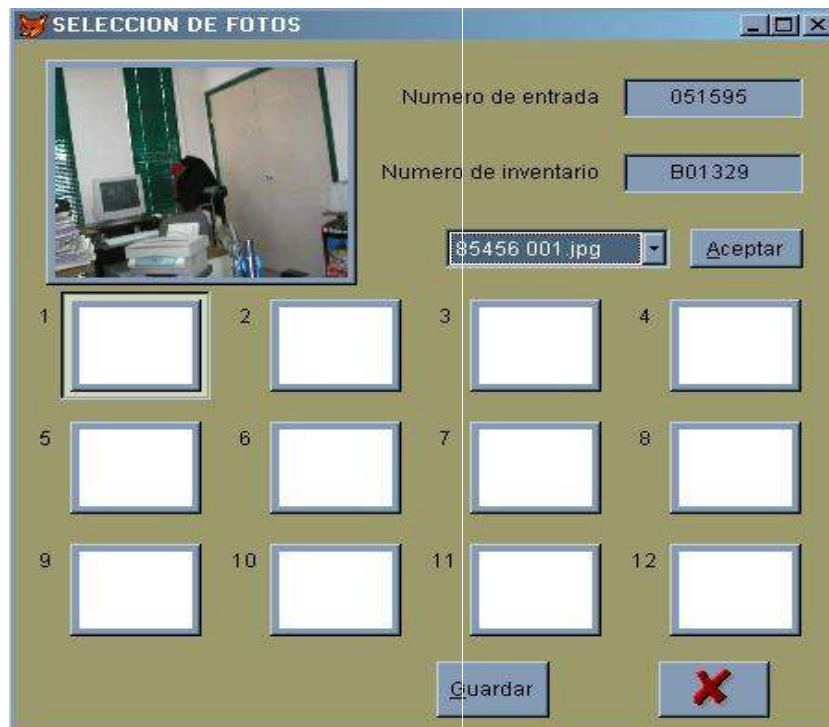 SELECCION DE FOTOS
Numero de entrada 051595
Numero de inventario B01329
85456 001.jpg Aceptar
1 2 3 4
5 6 7 8
9 10 11 12
Guardar